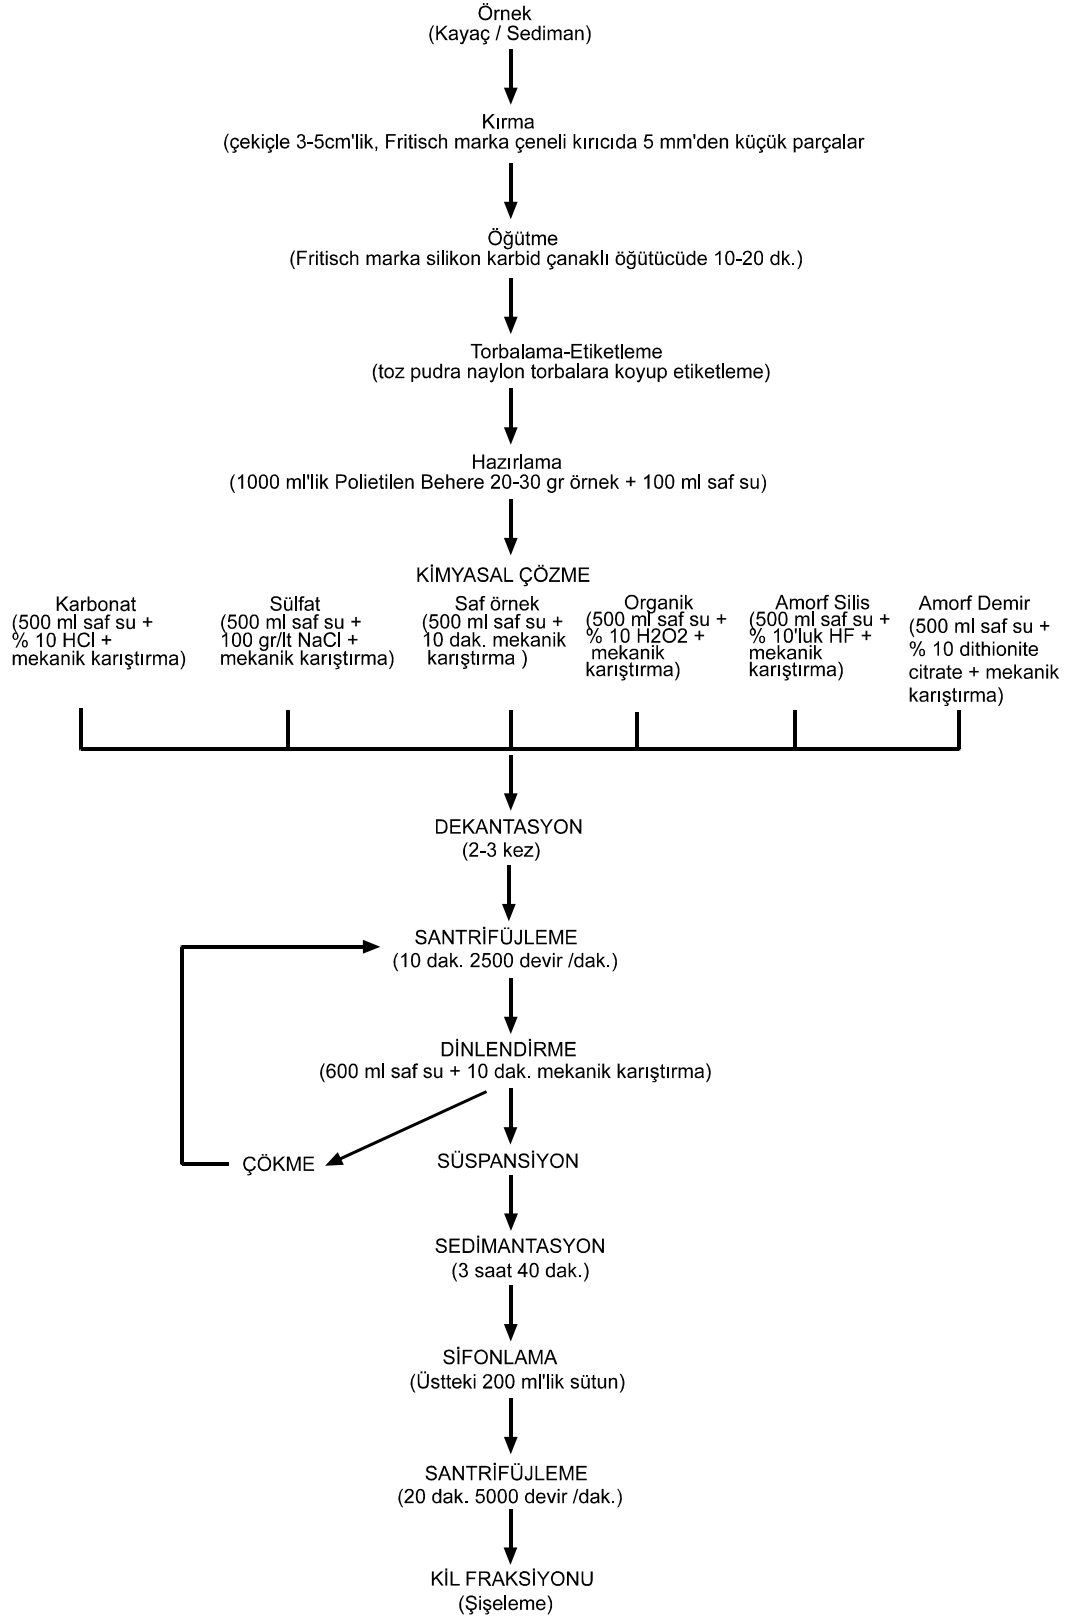 Örnek
(Kayaç / Sediman)
Kırma
(çekiçle 3-5cm'lik, Fritisch marka çeneli kırıcıda 5 mm'den küçük parçalar
Öğütme
(Fritisch marka silikon karbid çanaklı öğütücüde 10-20 dk.)
Torbalama-Etiketleme
(toz pudra naylon torbalara koyup etiketleme)
Hazırlama
(1000 ml'lik Polietilen Behere 20-30 gr örnek + 100 ml saf su)
KİMYASAL ÇÖZME
Karbonat
(500 ml saf su +
% 10 HCl +
mekanik karıştırma)
Sülfat
(500 ml saf su +
100 gr/lt NaCl +
mekanik karıştırma)
Saf örnek
(500 ml saf su +
10 dak. mekanik
karıştırma )
Organik
(500 ml saf su +
% 10 H2O2 +
mekanik
karıştırma)
Amorf Silis
(500 ml saf su +
% 10'luk HF +
mekanik
karıştırma)
Amorf Demir
(500 ml saf su +
% 10 dithionite
citrate + mekanik
karıştırma)
DEKANTASYON
(2-3 kez)
SANTRİFÜJLEME
(10 dak. 2500 devir /dak.)
DİNLENDİRME
(600 ml saf su + 10 dak. mekanik karıştırma)
ÇÖKME
SÜSPANSİYON
SEDİMANTASYON
(3 saat 40 dak.)
SİFONLAMA
(Üstteki 200 ml'lik sütun)
SANTRİFÜJLEME
(20 dak. 5000 devir /dak.)
KİL FRAKSİYONU
(Şişeleme)